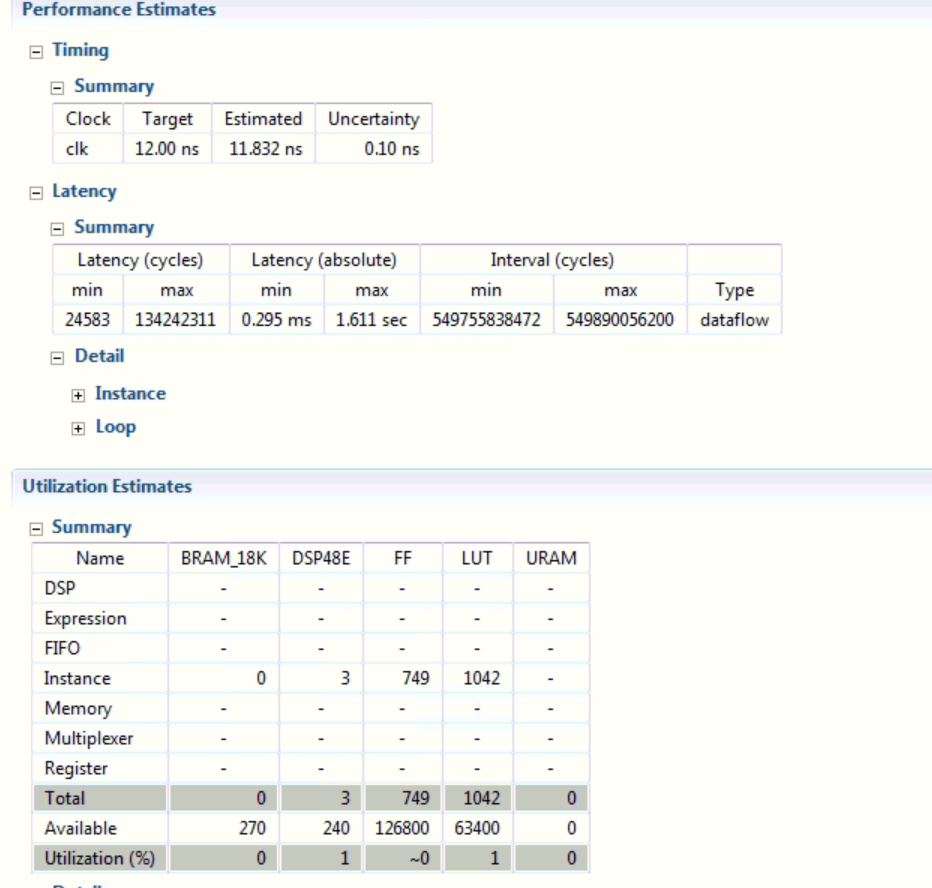 Performance Estimates
Timing
Summary
Clock Target Estimated Uncertainty
clk 12.00 ns 11.832 ns 0.10 ns
Latency
Summary
Latency (cycles) Latency (absolute) Interval (cycles)
min max min max min max Type
24583 134242311 0.295 ms 1.611 sec 549755838472 549890056200 dataflow
Detail
Instance
Loop
Utilization Estimates
Summary
Name BRAM_18K DSP48E FF LUT URAM
DSP - - - - -
Expression - - - - -
FIFO - - - - -
Instance 0 3 749 1042 -
Memory - - - - -
Multiplexer - - - - -
Register - - - - -
Total 0 3 749 1042 0
Available 270 240 126800 63400 0
Utilization (%) 0 1 ~0 1 0